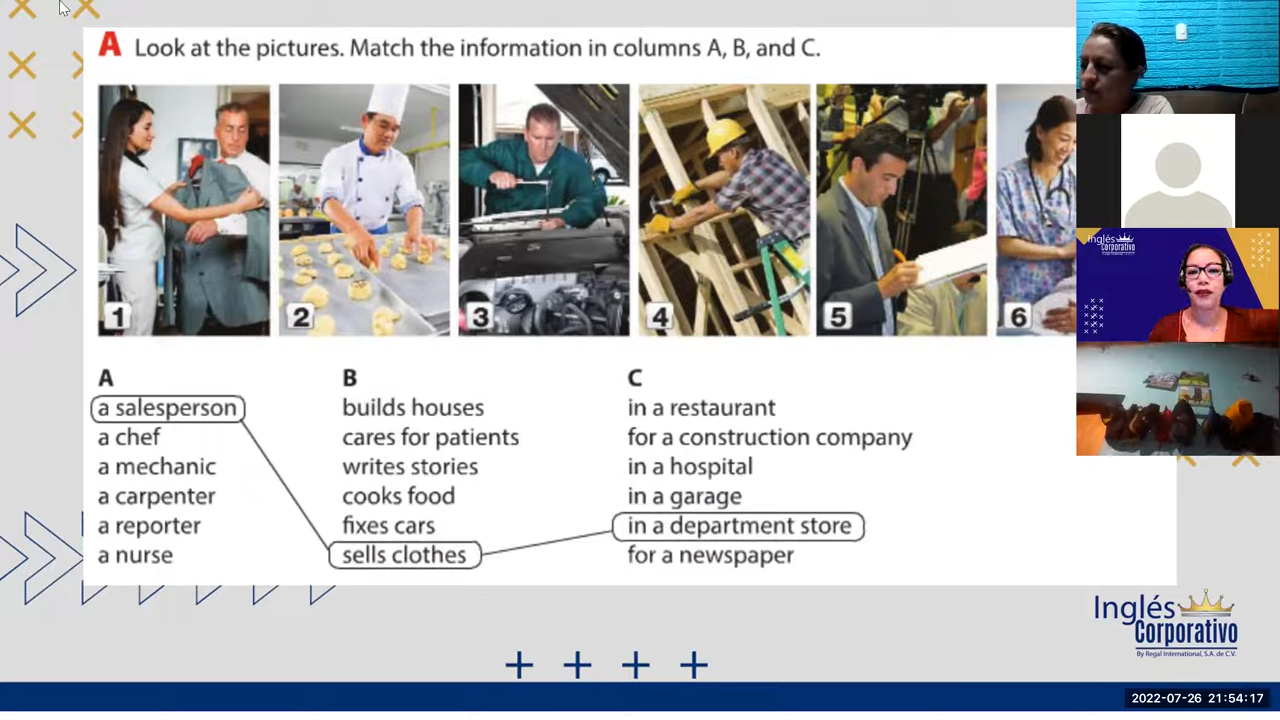 A Look at the pictures. Match the information in columns A, B, and C.
1 2 3 4 5 6
A B C
a salesperson builds houses in a restaurant
a chef cares for patients for a construction company
a mechanic writes stories in a hospital
a carpenter cooks food in a garage
a reporter fixes cars in a department store
a nurse sells clothes for a newspaper
Inglés
Corporativo
Inglés
Corporativo
By Regal International, S.A. de C.V.
2022-07-26 21:54:17